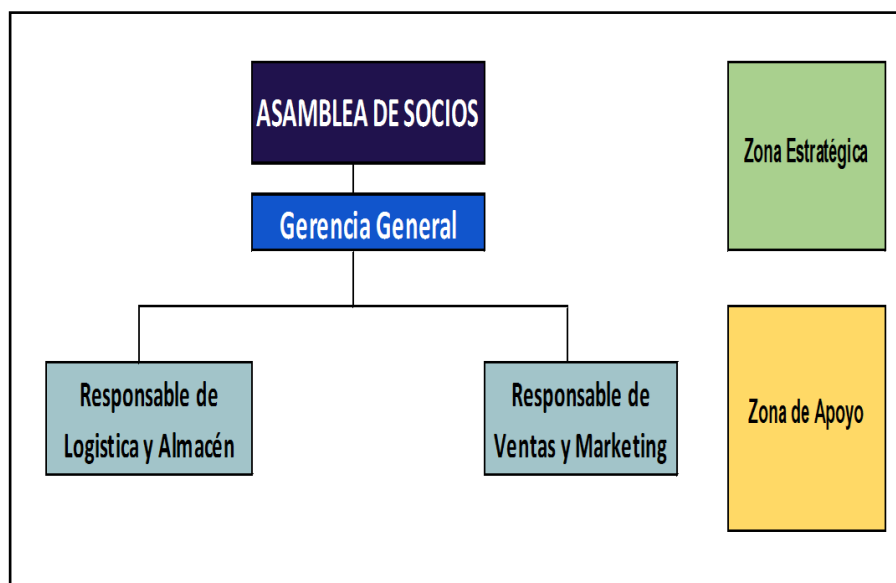 ASAMBLEA DE SOCIOS
Zona Estratégica
Gerencia General
Responsable de
Logistica y Almacén
Responsable de
Ventas y Marketing
Zona de Apoyo